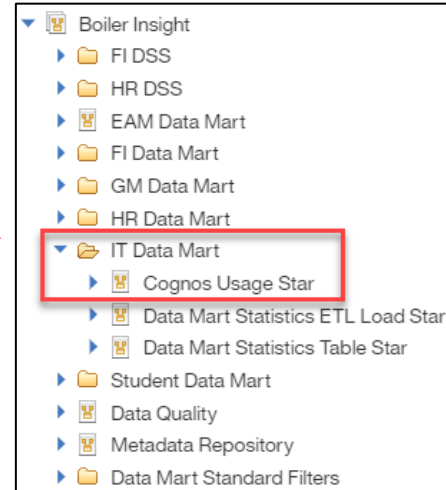 Boiler Insight
FI DSS
HR DSS
EAM Data Mart
FI Data Mart
GM Data Mart
HR Data Mart
IT Data Mart
Cognos Usage Star
Data Mart Statistics ETL Load Star
Data Mart Statistics Table Star
Student Data Mart
Data Quality
Metadata Repository
Data Mart Standard Filters